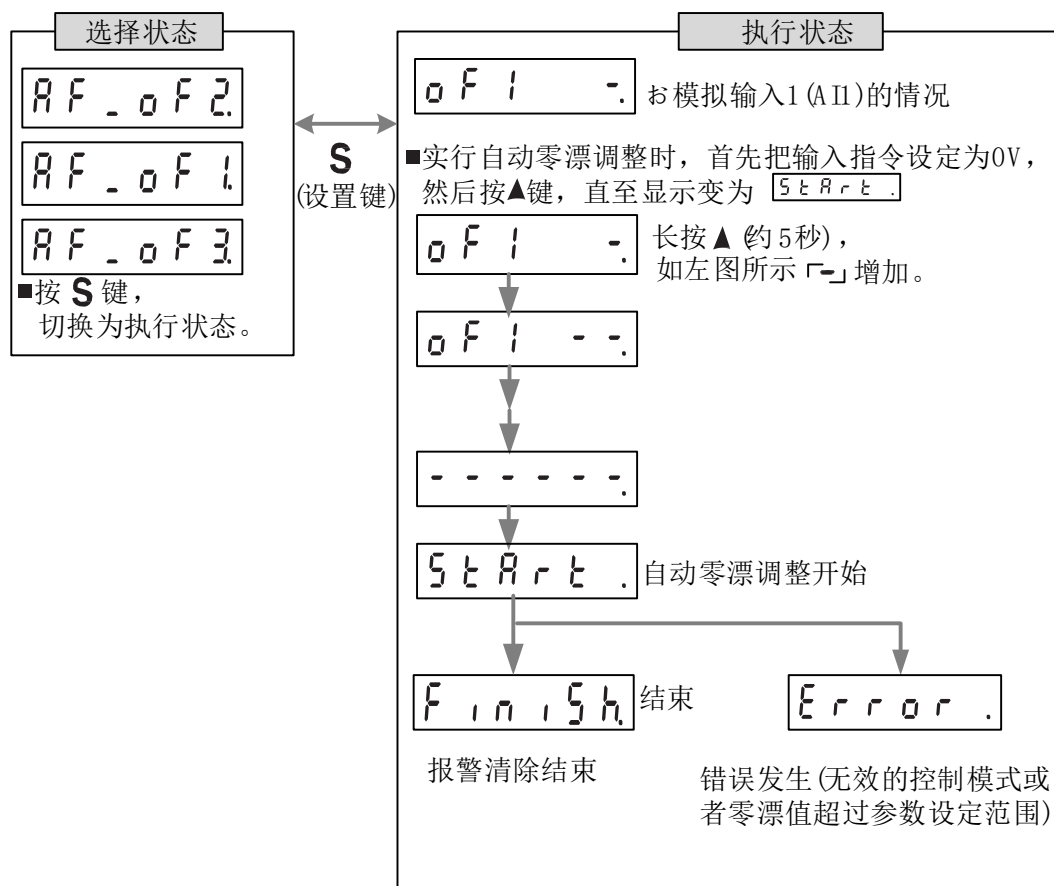 选择状态
AF_oF2.
AF_oF1.
AF_oF3.
■按 S 键，
切换为执行状态。
S
(设置键)
执行状态
oF1 -.
お模拟输入1(AI1)的情况
■实行自动零漂调整时，首先把输入指令设定为0V，
然后按▲键，直至显示变为 StArt .
oF1 -.
长按▲(约5秒)，
如左图所示「-」增加。
oF1 --.
------.
StArt .
自动零漂调整开始
FiniSh.
结束
Error .
报警清除结束
错误发生(无效的控制模式或
者零漂值超过参数设定范围)